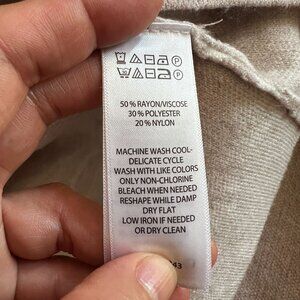 50% RAYON/VISCOSE
30% POLYESTER
20% NYLON
MACHINE WASH COOL-
DELICATE CYCLE
WASH WITH LIKE COLORS
ONLY NON-CHLORINE
BLEACH WHEN NEEDED
RESHAPE WHILE DAMP
DRY FLAT
LOW IRON IF NEEDED
OR DRY CLEAN